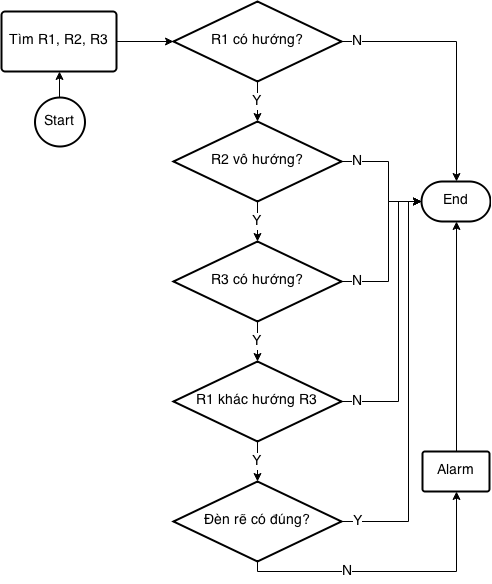 Tìm R1, R2, R3
R1 có hướng?
N
Start
Y
R2 vô hướng?
N
End
Y
R3 có hướng?
N
Y
R1 khác hướng R3
N
Y
Alarm
Đèn rẽ có đúng?
Y
N